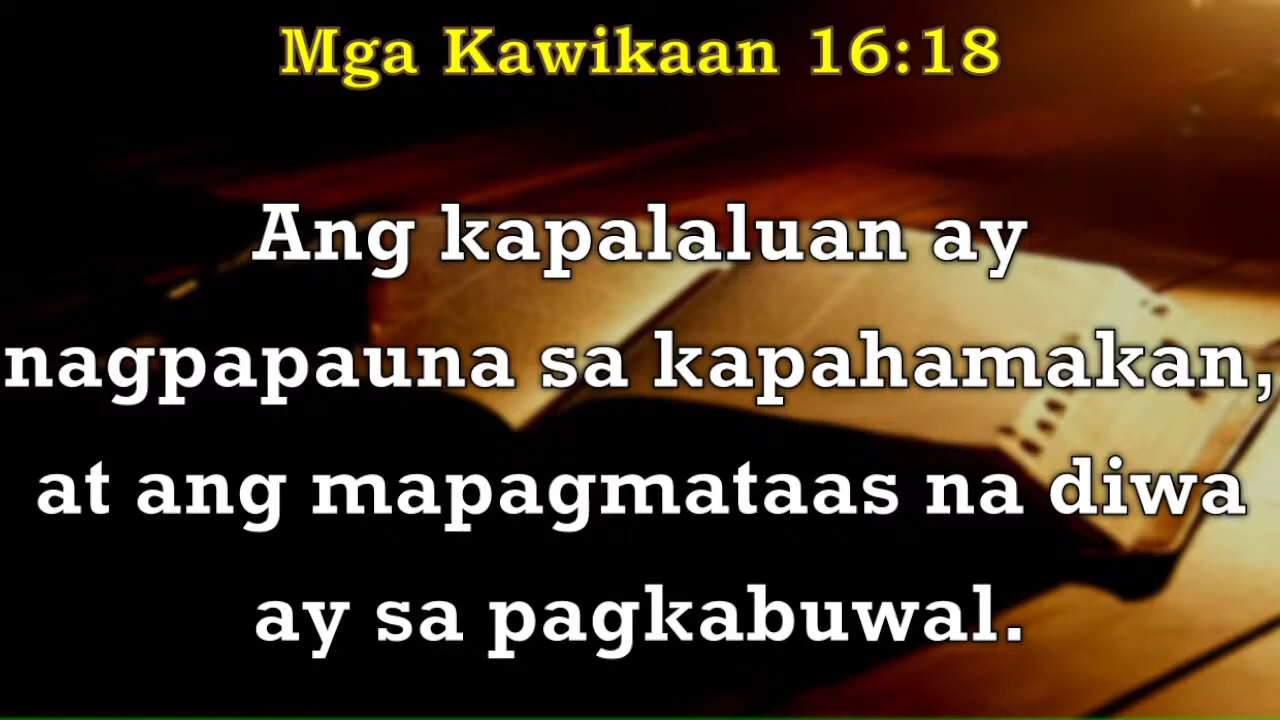 Mga Kawikaan 16:18
Ang kapalaluan ay
nagpapauna sa kapahamakan,
at ang mapagmataas na diwa
ay sa pagkabuwal.